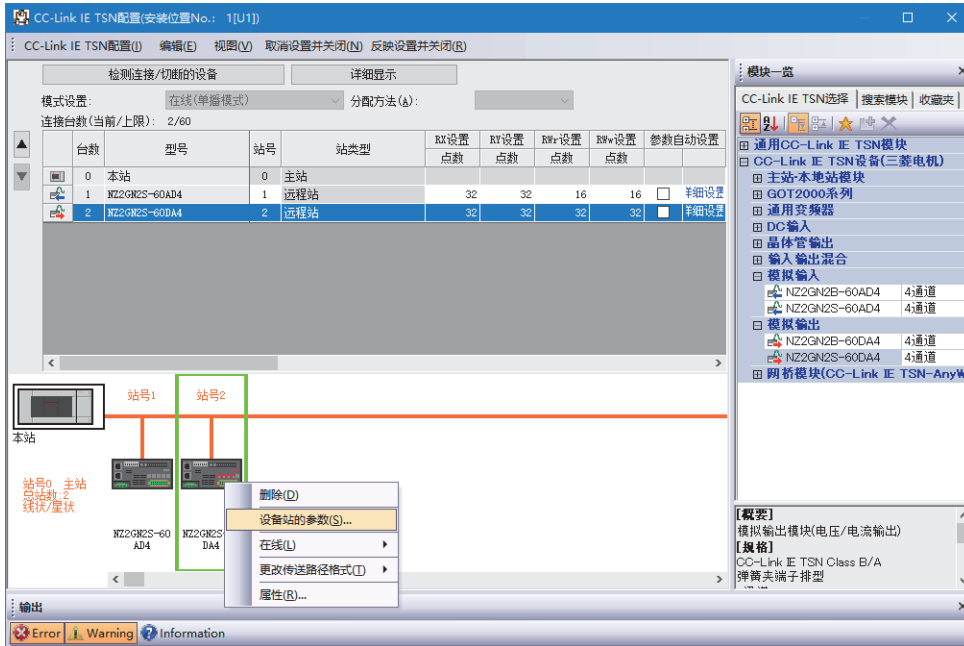 CC-Link IE TSN配置(安装位置No.: 1[U1])
CC-Link IE TSN配置(I) 编辑(E) 视图(V) 取消设置并关闭(N) 反映设置并关闭(R)
检测连接/切断的设备 详细显示
模式设置: 在线(单播模式) 分配方法(A):
连接台数(当前/上限): 2/60
台数 型号 站号 站类型 RX设置 RY设置 RWr设置 RWw设置 参数自动设置
点数 点数 点数 点数
0 本站 0 主站
1 NZ2GN2S-60AD4 1 远程站 32 32 16 16 详细设置
2 NZ2GN2S-60DA4 2 远程站 32 32 32 32 详细设置
站号1 站号2
本站
站号0 主站
总站数:2
线状/星状
NZ2GN2S-60
AD4
NZ2GN2S
DA4
删除(D)
设备站的参数(S)...
在线(L)
更改传送路径格式(T)
属性(R)...
模块一览
CC-Link IE TSN选择 搜索模块 收藏夹
通用CC-Link IE TSN模块
CC-Link IE TSN设备(三菱电机)
主站·本地站模块
GOT2000系列
通用变频器
DC输入
晶体管输出
输入输出混合
模拟输入
NZ2GN2B-60AD4 4通道
NZ2GN2S-60AD4 4通道
模拟输出
NZ2GN2B-60DA4 4通道
NZ2GN2S-60DA4 4通道
网桥模块(CC-Link IE TSN-AnyW
[概要]
模拟输出模块(电压/电流输出)
[规格]
CC-Link IE TSN Class B/A
弹簧夹端子排型
输出
Error Warning Information